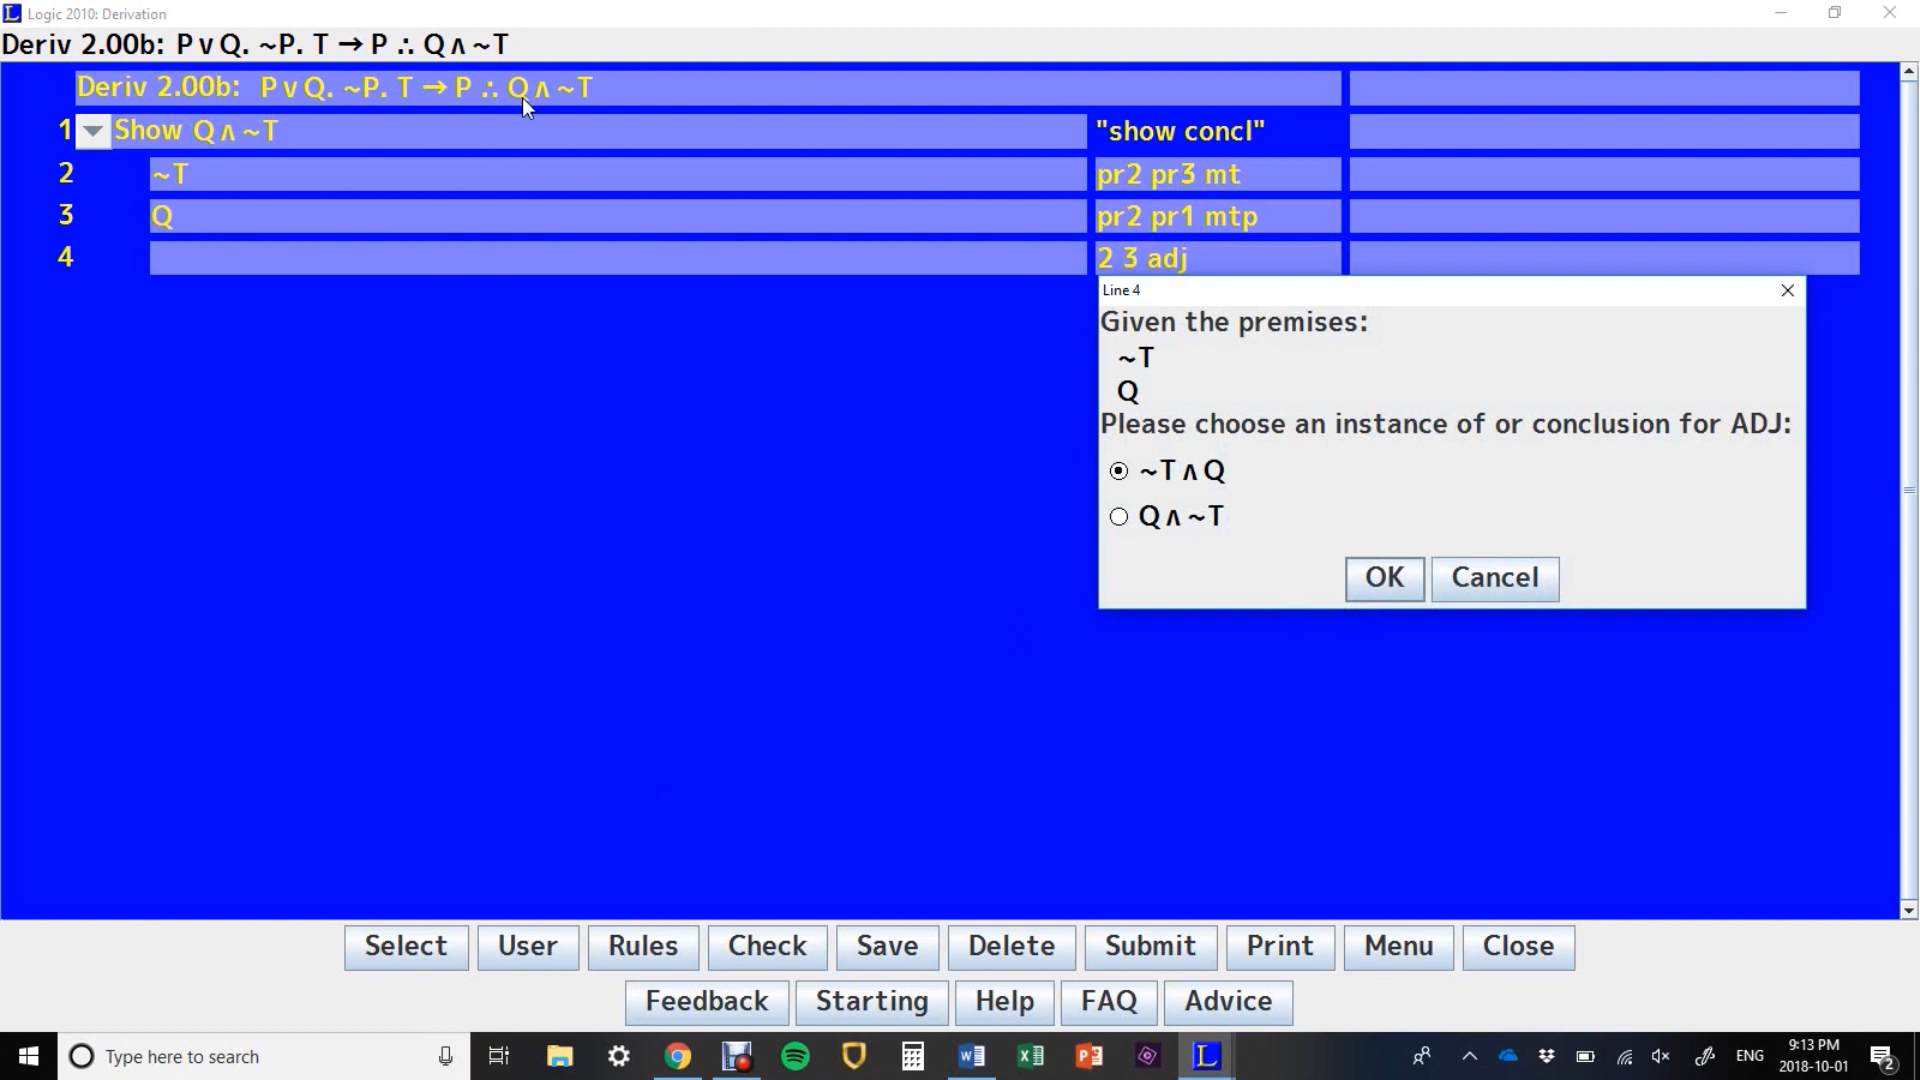 Logic 2010: Derivation
Deriv 2.00b: P∨Q. ~P. T → P ∴ Q∧~T
Deriv 2.00b: P∨Q. ~P. T → P ∴ Q∧~T
1 Show Q∧~T "show concl"
2 ~T pr2 pr3 mt
3 Q pr2 pr1 mtp
4 2 3 adj
Line 4
Given the premises:
~T
Q
Please choose an instance of or conclusion for ADJ:
~T∧Q
Q∧~T
OK Cancel
Select User Rules Check Save Delete Submit Print Menu Close
Feedback Starting Help FAQ Advice
Type here to search
ENG
9:13 PM
2018-10-01
2